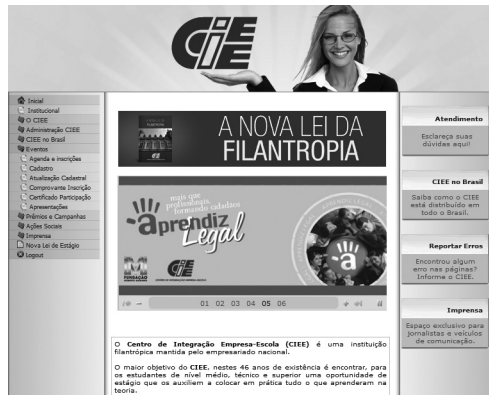 CIEE
Inicial
Institucional
O CIEE
Administração CIEE
CIEE no Brasil
Eventos
Agenda e inscrições
Cadastro
Atualização Cadastral
Comprovante Inscrição
Certificado Participação
Apresentações
Prêmios e Campanhas
Ações Sociais
Imprensa
Nova Lei de Estágio
Logout
A NOVA LEI DA
FILANTROPIA
mais que
profissionais,
formando cidadãos
aprendiz
Legal
FUNDAÇÃO
CIEE
01 02 03 04 05 06
O Centro de Integração Empresa-Escola (CIEE) é uma instituição
filantrópica mantida pelo empresariado nacional.
O maior objetivo do CIEE, nestes 46 anos de existência é encontrar, para
os estudantes de nível médio, técnico e superior uma oportunidade de
estágio que os auxiliem a colocar em prática tudo o que aprenderam na
teoria.
Atendimento
Esclareça suas
dúvidas aqui!
CIEE no Brasil
Saiba como o CIEE
está distribuído em
todo o Brasil.
Reportar Erros
Encontrou algum
erro nas páginas?
Informe o CIEE.
Imprensa
Espaço exclusivo para
jornalistas e veículos
de comunicação.